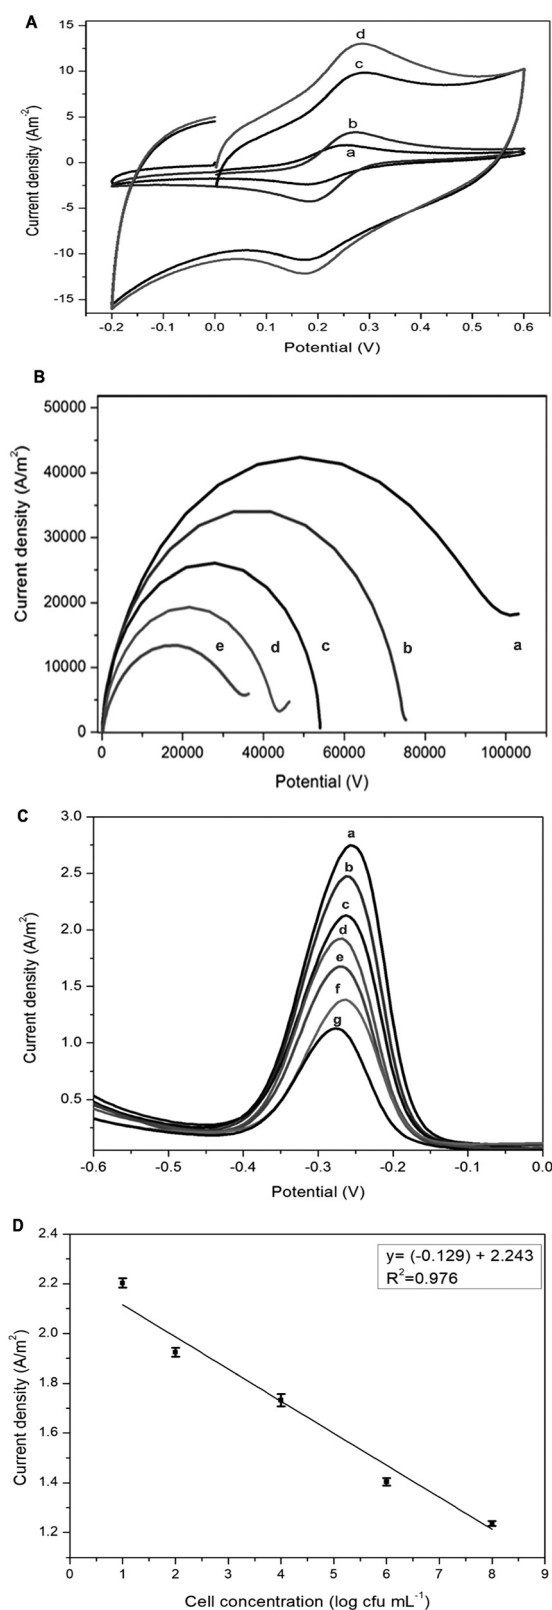 A
15
10
5
0
-5
-10
-15
Current density (Am-2)
d
c
b
a
-0.2 -0.1 0.0 0.1 0.2 0.3 0.4 0.5 0.6
Potential (V)
B
50000
40000
30000
20000
10000
0
Current density (A/m2)
e d c b a
0 20000 40000 60000 80000 100000
Potential (V)
C
3.0
2.5
2.0
1.5
1.0
0.5
Current density (A/m2)
a
b
c
d
e
f
g
-0.6 -0.5 -0.4 -0.3 -0.2 -0.1 0.0
Potential (V)
D
2.4
2.2
2.0
1.8
1.6
1.4
1.2
Current density (A/m2)
y= (-0.129) + 2.243
R2=0.976
0 1 2 3 4 5 6 7 8 9
Cell concentration (log cfu mL-1)